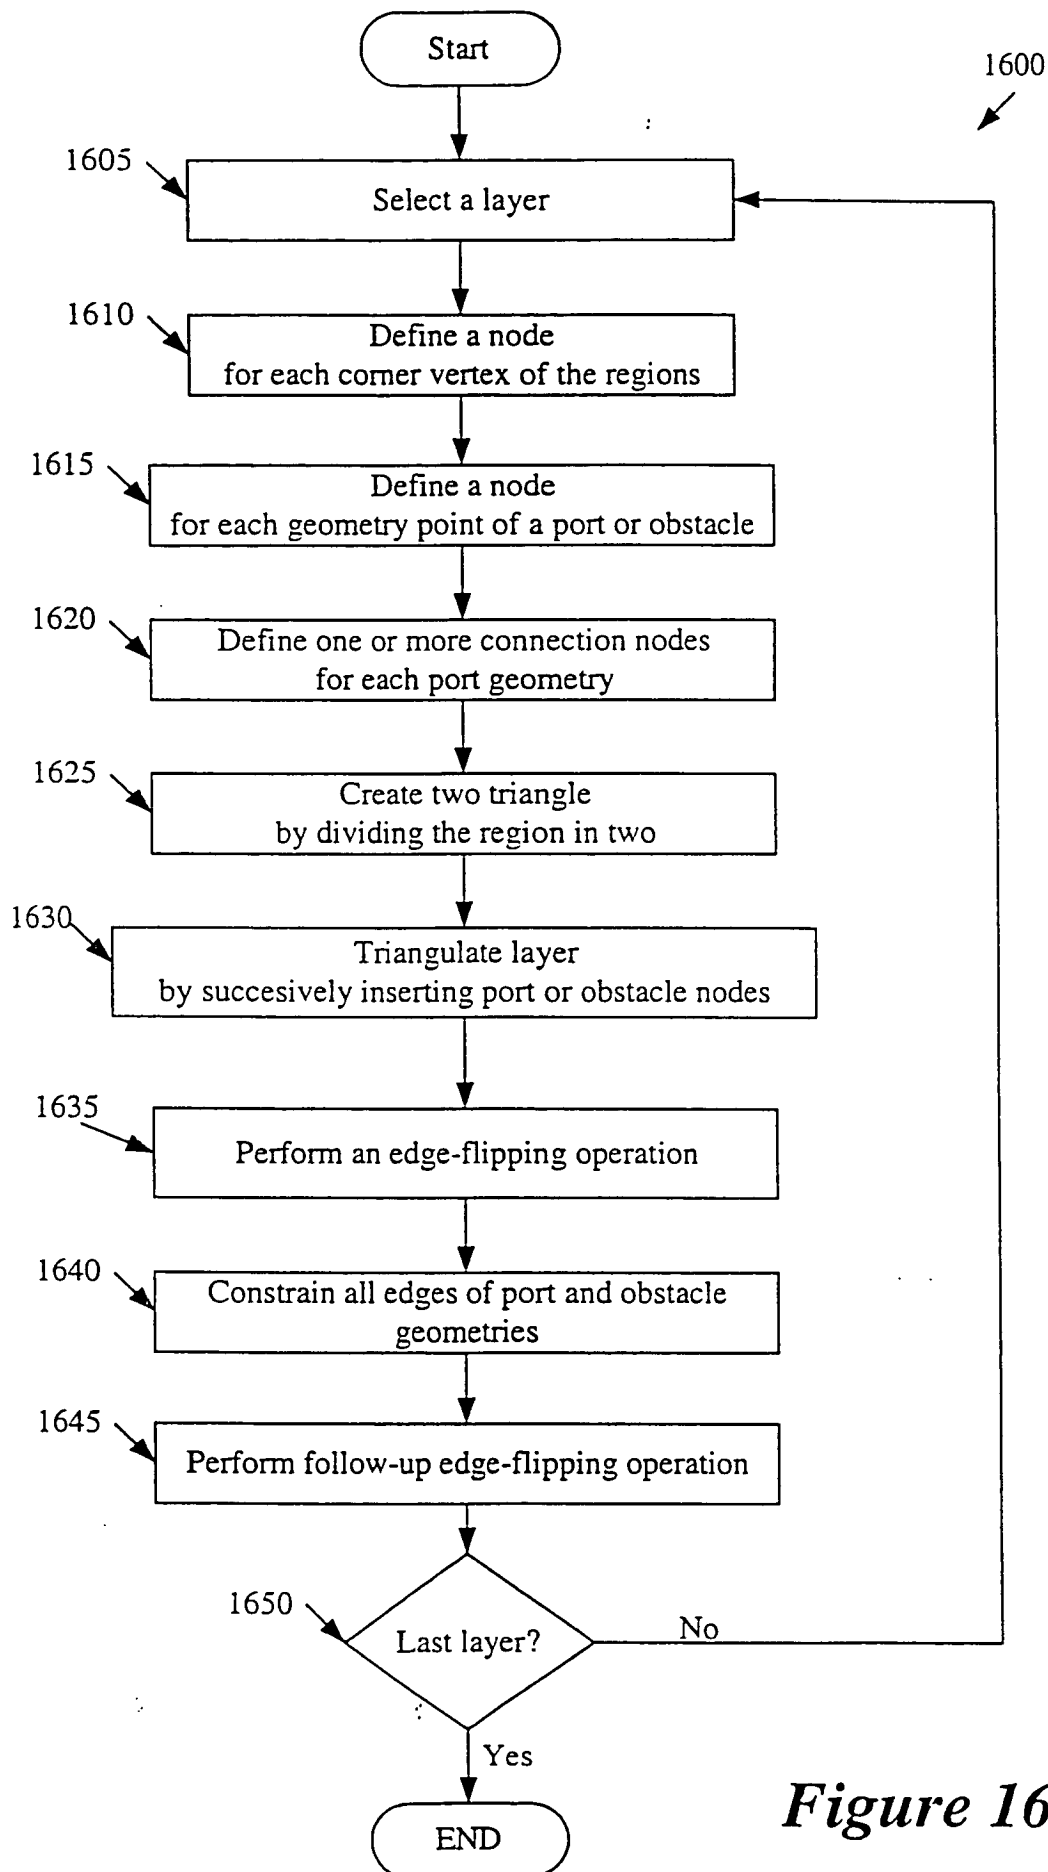 Start
1600
1605
Select a layer
1610
Define a node
for each corner vertex of the regions
1615
Define a node
for each geometry point of a port or obstacle
1620
Define one or more connection nodes
for each port geometry
1625
Create two triangle
by dividing the region in two
1630
Triangulate layer
by succesively inserting port or obstacle nodes
1635
Perform an edge-flipping operation
1640
Constrain all edges of port and obstacle
geometries
1645
Perform follow-up edge-flipping operation
1650
Last layer?
No
Yes
END
Figure 16